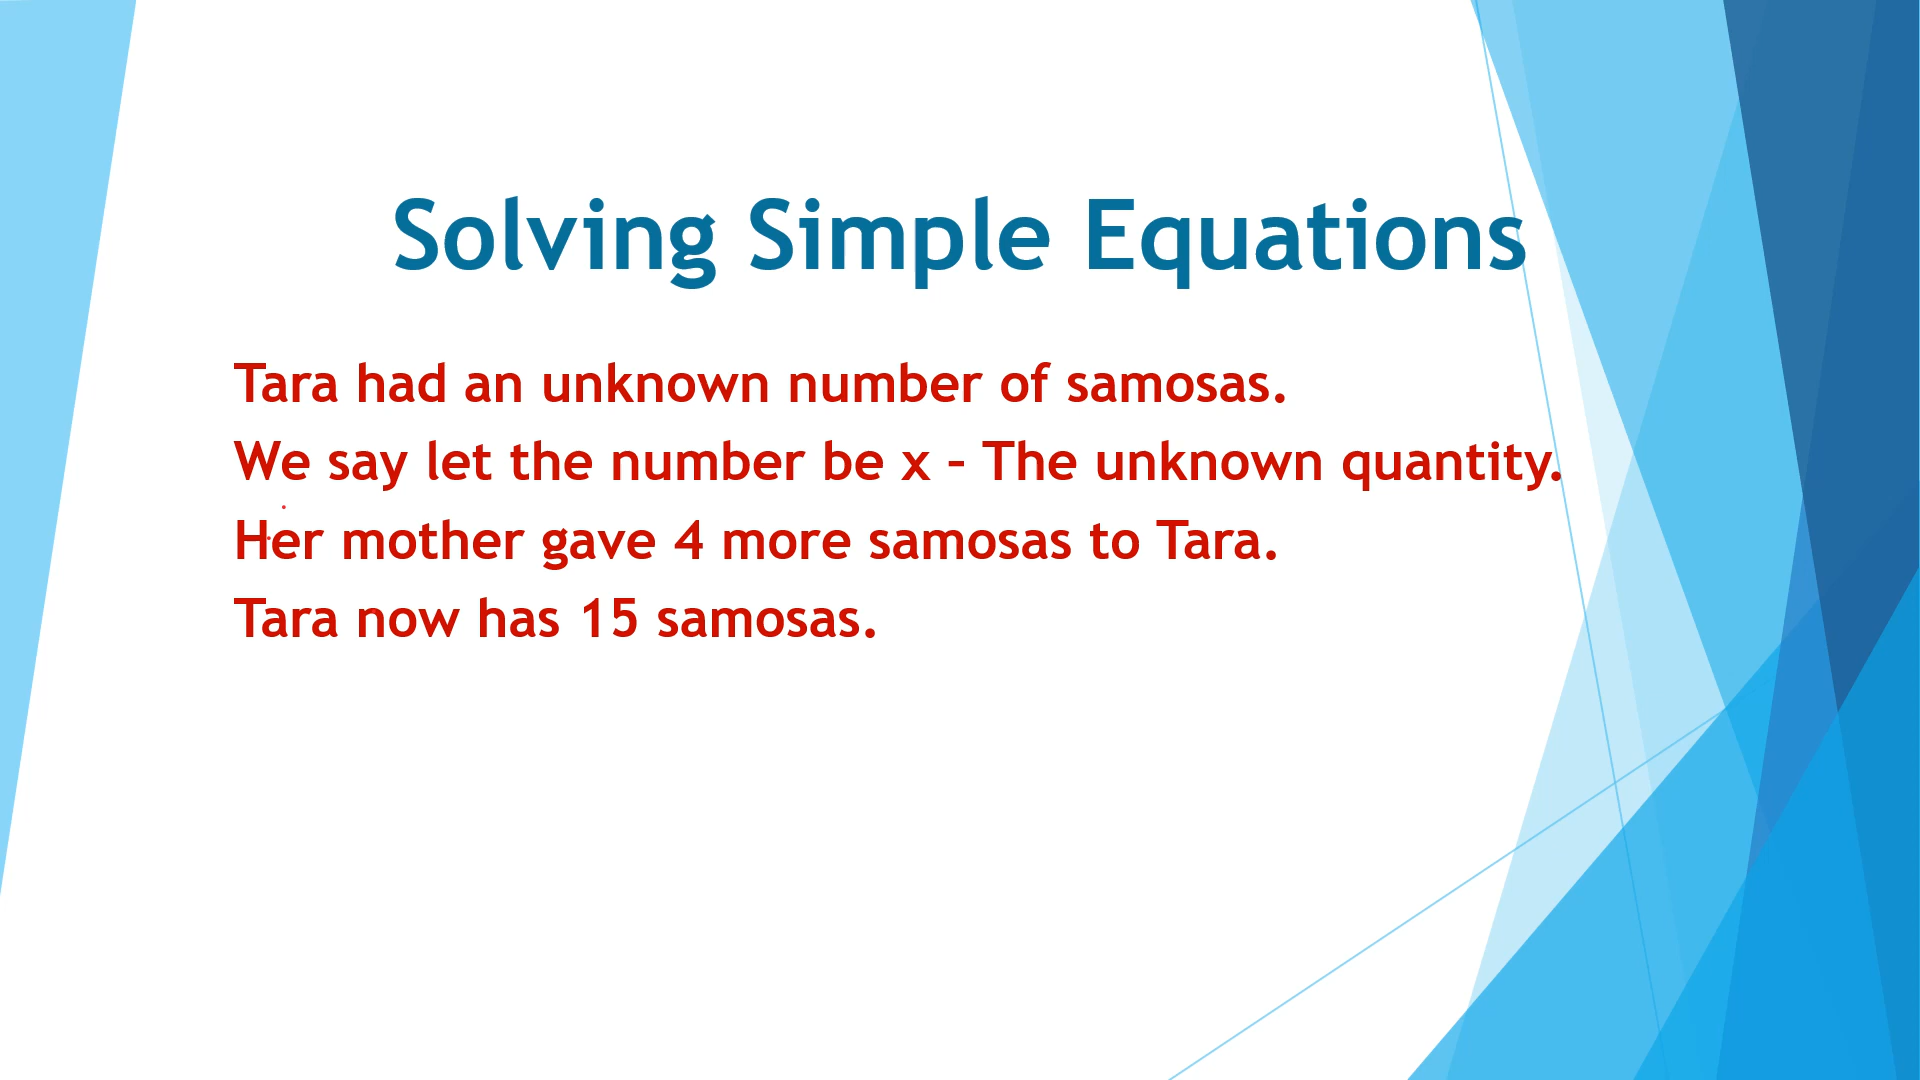 Solving Simple Equations
Tara had an unknown number of samosas.
We say let the number be x – The unknown quantity.
Her mother gave 4 more samosas to Tara.
Tara now has 15 samosas.